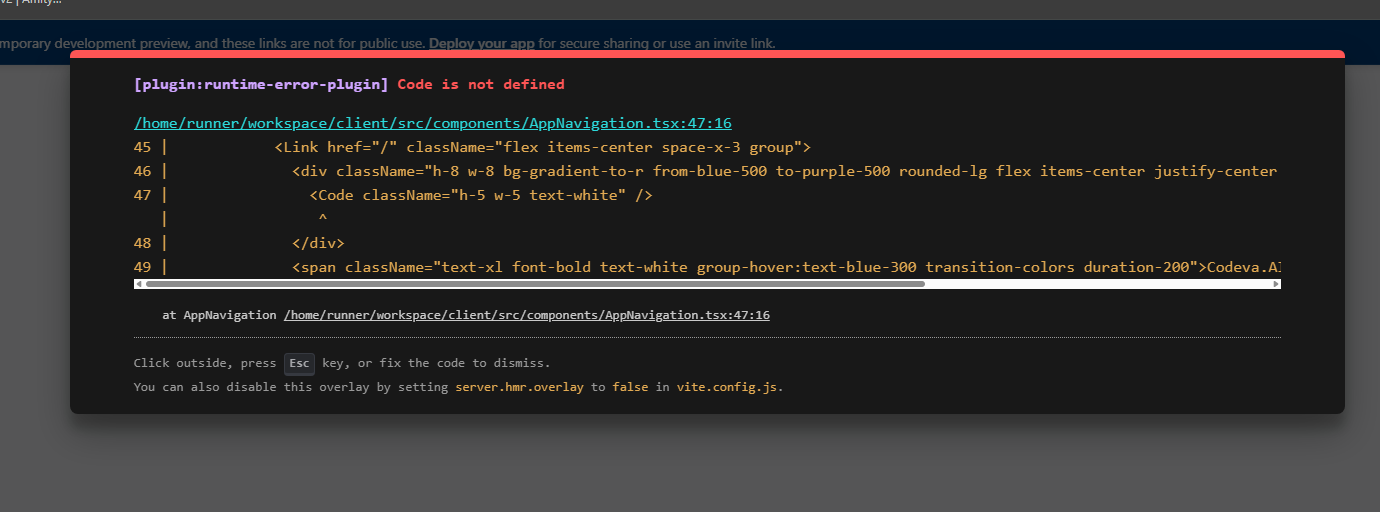 mporary development preview, and these links are not for public use. Deploy your app for secure sharing or use an invite link.
[plugin:runtime-error-plugin] Code is not defined
/home/runner/workspace/client/src/components/AppNavigation.tsx:47:16
45 |            <Link href="/" className="flex items-center space-x-3 group">
46 |              <div className="h-8 w-8 bg-gradient-to-r from-blue-500 to-purple-500 rounded-lg flex items-center justify-center
47 |                <Code className="h-5 w-5 text-white" />
   |                 ^
48 |              </div>
49 |              <span className="text-xl font-bold text-white group-hover:text-blue-300 transition-colors duration-200">Codeva.AI
at AppNavigation /home/runner/workspace/client/src/components/AppNavigation.tsx:47:16
Click outside, press Esc key, or fix the code to dismiss.
You can also disable this overlay by setting server.hmr.overlay to false in vite.config.js.